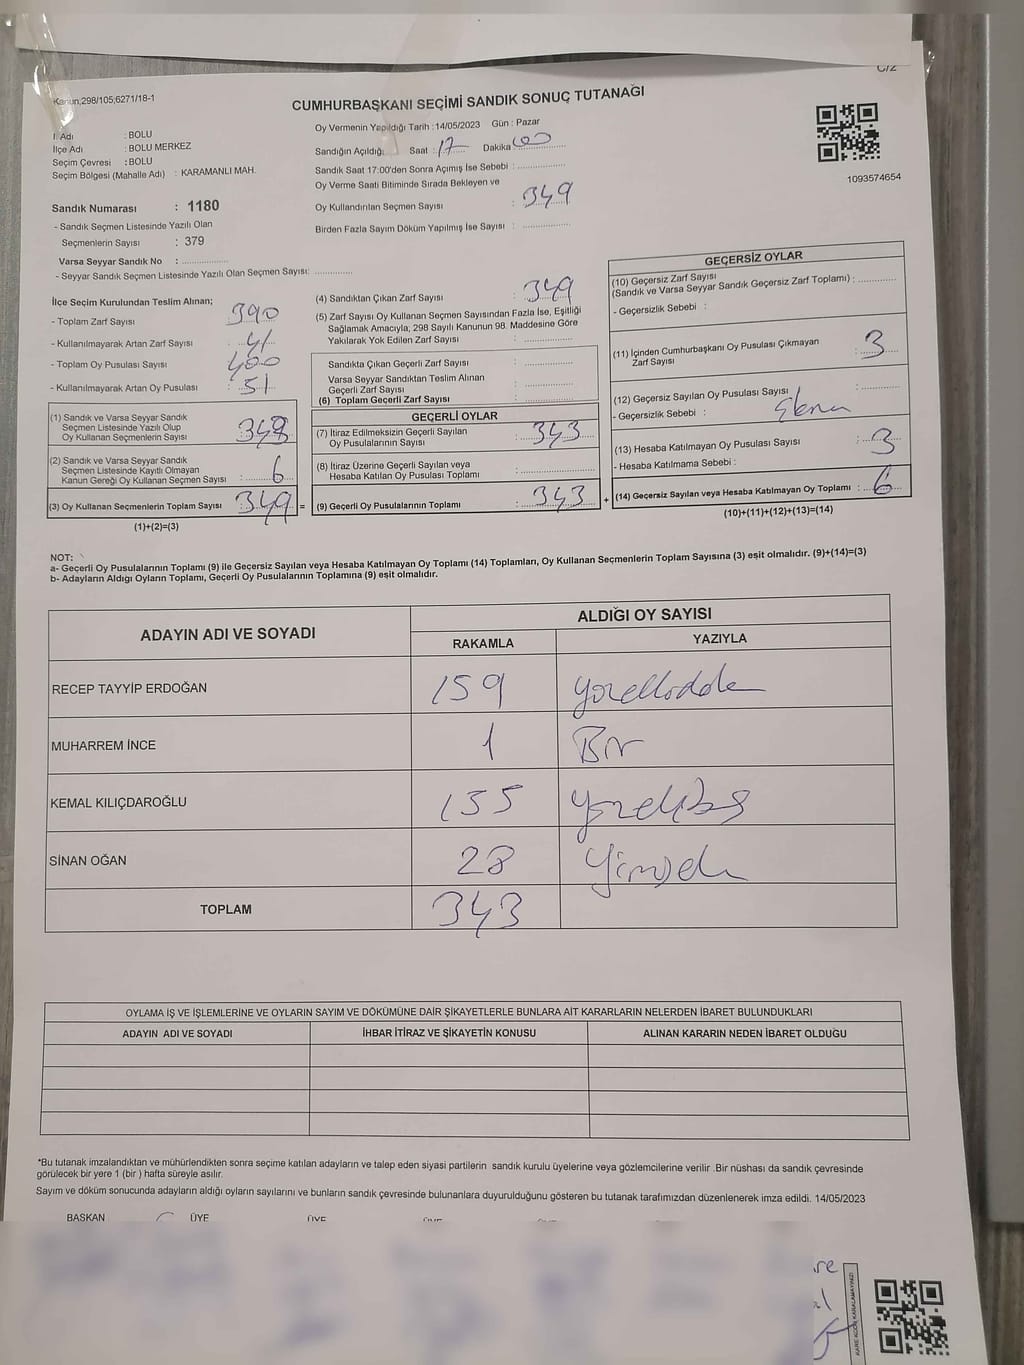 C/2
Kanun;298/105;6271/18-1
CUMHURBAŞKANI SEÇİMİ SANDIK SONUÇ TUTANAĞI
İl Adı : BOLU
İlçe Adı : BOLU MERKEZ
Seçim Çevresi : BOLU
Seçim Bölgesi (Mahalle Adı) : KARAMANLI MAH.
Oy Vermenin Yapıldığı Tarih :14/05/2023 Gün : Pazar
Sandığın Açıldığı; Saat : 17 Dakika 00
Sandık Saat 17:00'den Sonra Açımış İse Sebebi :
Oy Verme Saati Bitiminde Sırada Bekleyen ve
Oy Kullandırılan Seçmen Sayısı : 349
Birden Fazla Sayım Döküm Yapılmış İse Sayısı :
1093574654
Sandık Numarası : 1180
- Sandık Seçmen Listesinde Yazılı Olan
Seçmenlerin Sayısı : 379
Varsa Seyyar Sandık No :
- Seyyar Sandık Seçmen Listesinde Yazılı Olan Seçmen Sayısı:
İlçe Seçim Kurulundan Teslim Alınan;
- Toplam Zarf Sayısı : 390
- Kullanılmayarak Artan Zarf Sayısı : 41
- Toplam Oy Pusulası Sayısı : 400
- Kullanılmayarak Artan Oy Pusulası : 51
(1) Sandık ve Varsa Seyyar Sandık
Seçmen Listesinde Yazılı Olup
Oy Kullanan Seçmenlerin Sayısı
(2) Sandık ve Varsa Seyyar Sandık
Seçmen Listesinde Kayıtlı Olmayan
Kanun Gereği Oy Kullanan Seçmen Sayısı : 6
(3) Oy Kullanan Seçmenlerin Toplam Sayısı 349 =
(1)+(2)=(3)
(4) Sandıktan Çıkan Zarf Sayısı : 349
(5) Zarf Sayısı Oy Kullanan Seçmen Sayısından Fazla İse, Eşitliği
Sağlamak Amacıyla, 298 Sayılı Kanunun 98. Maddesine Göre
Yakılarak Yok Edilen Zarf Sayısı :
Sandıkta Çıkan Geçerli Zarf Sayısı :
Varsa Seyyar Sandıktan Teslim Alınan
Geçerli Zarf Sayısı :
(6) Toplam Geçerli Zarf Sayısı :
GEÇERLİ OYLAR
(7) İtiraz Edilmeksizin Geçerli Sayılan
Oy Pusulalarının Sayısı : 343
(8) İtiraz Üzerine Geçerli Sayılan veya
Hesaba Katılan Oy Pusulası Toplamı :
(9) Geçerli Oy Pusulalarının Toplamı : 343 +
GEÇERSİZ OYLAR
(10) Geçersiz Zarf Sayısı
(Sandık ve Varsa Seyyar Sandık Geçersiz Zarf Toplamı) :
- Geçersizlik Sebebi :
(11) İçinden Cumhurbaşkanı Oy Pusulası Çıkmayan
Zarf Sayısı : 3
(12) Geçersiz Sayılan Oy Pusulası Sayısı :
- Geçersizlik Sebebi :
(13) Hesaba Katılmayan Oy Pusulası Sayısı : 3
- Hesaba Katılmama Sebebi :
(14) Geçersiz Sayılan veya Hesaba Katılmayan Oy Toplamı : 6
(10)+(11)+(12)+(13)=(14)
NOT:
a- Geçerli Oy Pusulalarının Toplamı (9) ile Geçersiz Sayılan veya Hesaba Katılmayan Oy Toplamı (14) Toplamları, Oy Kullanan Seçmenlerin Toplam Sayısına (3) eşit olmalıdır. (9)+(14)=(3)
b- Adayların Aldığı Oyların Toplamı, Geçerli Oy Pusulalarının Toplamına (9) eşit olmalıdır.
ADAYIN ADI VE SOYADI ALDIĞI OY SAYISI
RAKAMLA YAZIYLA
RECEP TAYYİP ERDOĞAN 159
MUHARREM İNCE 1 Bir
KEMAL KILIÇDAROĞLU 155
SİNAN OĞAN 28
TOPLAM 343
OYLAMA İŞ VE İŞLEMLERİNE VE OYLARIN SAYIM VE DÖKÜMÜNE DAİR ŞİKAYETLERLE BUNLARA AİT KARARLARIN NELERDEN İBARET BULUNDUKLARI
ADAYIN ADI VE SOYADI İHBAR İTİRAZ VE ŞİKAYETİN KONUSU ALINAN KARARIN NEDEN İBARET OLDUĞU
*Bu tutanak imzalandıktan ve mühürlendikten sonra seçime katılan adayların ve talep eden siyasi partilerin sandık kurulu üyelerine veya gözlemcilerine verilir .Bir nüshası da sandık çevresinde
görülecek bir yere 1 (bir ) hafta süreyle asılır.
Sayım ve döküm sonucunda adayların aldığı oyların sayılarını ve bunların sandık çevresinde bulunanlara duyurulduğunu gösteren bu tutanak tarafımızdan düzenlenerek imza edildi. 14/05/2023
BAŞKAN ÜYE ÜYE ÜYE